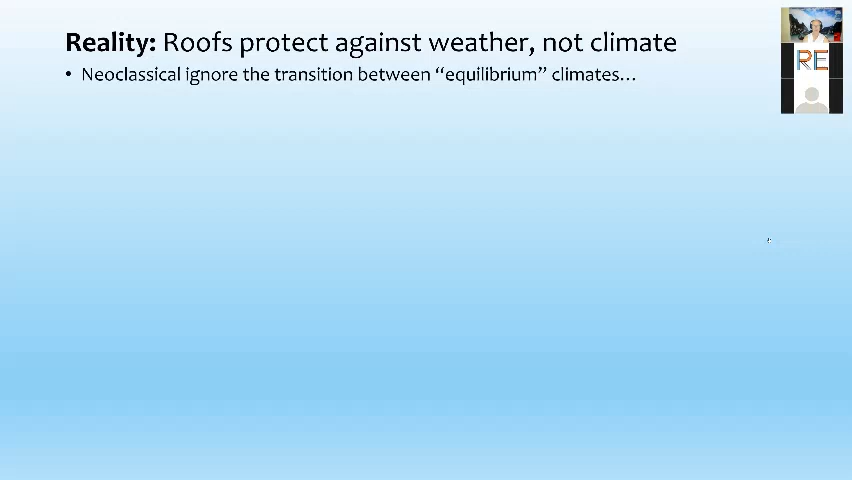 Reality: Roofs protect against weather, not climate
• Neoclassical ignore the transition between “equilibrium” climates…
RE